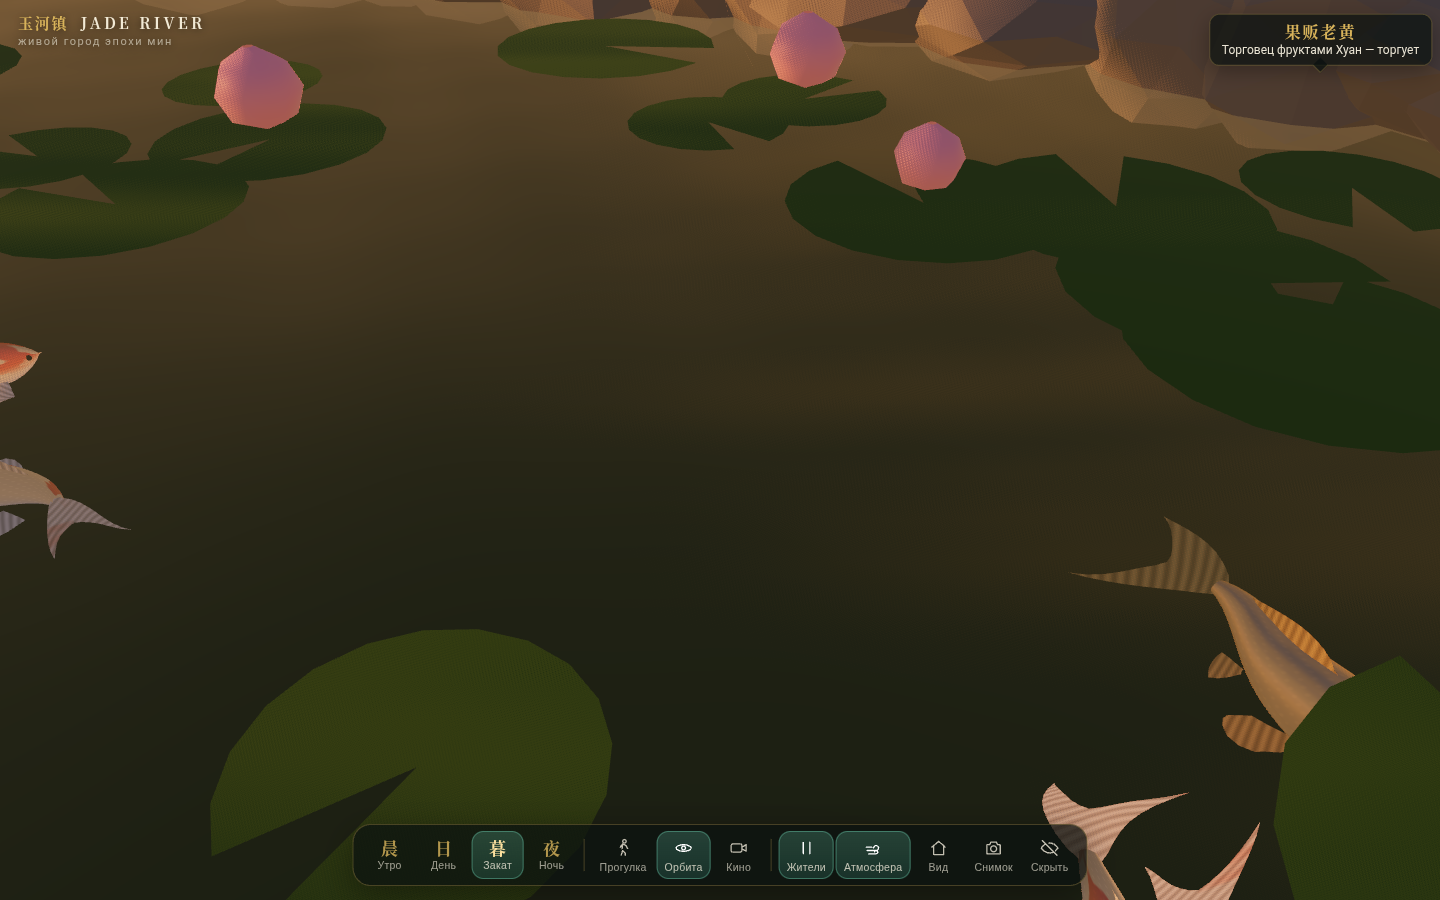 玉河镇 JADE RIVER
живой город эпохи мин
果贩老黄
Торговец фруктами Хуан — торгует
晨 日 暮 夜
Утро День Закат Ночь Прогулка Орбита Кино Жители Атмосфера Вид Снимок Скрыть